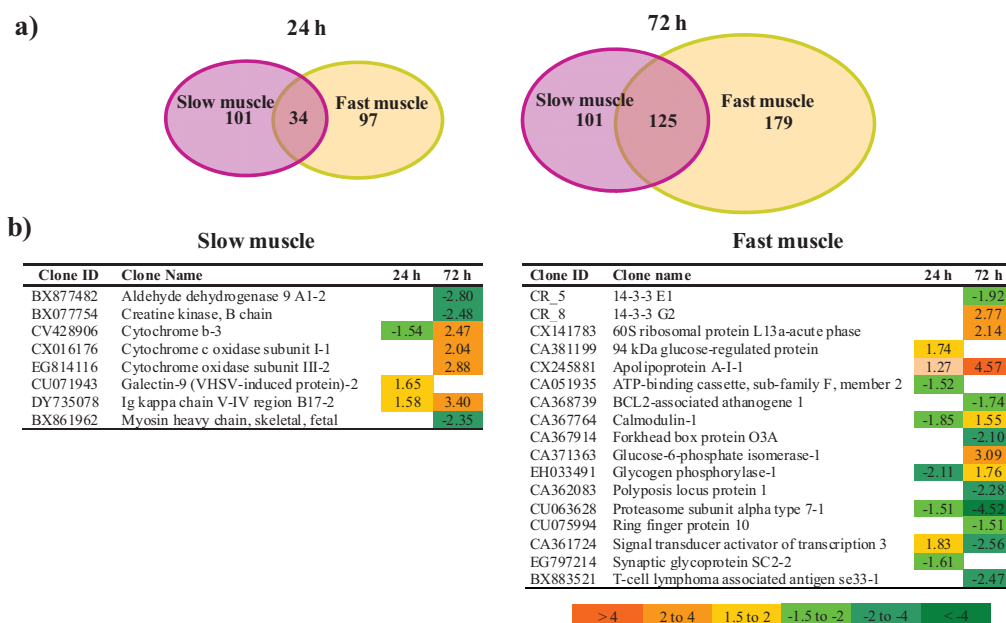 a)
24 h
72 h
Slow muscle
101
34
Fast muscle
97
Slow muscle
101
125
Fast muscle
179
b)
Slow muscle
Clone ID Clone Name 24 h 72 h
BX877482 Aldehyde dehydrogenase 9 A1-2 -2.80
BX077754 Creatine kinase, B chain -2.48
CV428906 Cytochrome b-3 -1.54 2.47
CX016176 Cytochrome c oxidase subunit I-1 2.04
EG814116 Cytochrome oxidase subunit III-2 2.88
CU071943 Galectin-9 (VHSV-induced protein)-2 1.65
DY735078 Ig kappa chain V-IV region B17-2 1.58 3.40
BX861962 Myosin heavy chain, skeletal, fetal -2.35
Fast muscle
Clone ID Clone name 24 h 72 h
CR_5 14-3-3 E1 -1.92
CR_8 14-3-3 G2 2.77
CX141783 60S ribosomal protein L13a-acute phase 2.14
CA381199 94 kDa glucose-regulated protein 1.74
CX245881 Apolipoprotein A-I-1 1.27 4.57
CA051935 ATP-binding cassette, sub-family F, member 2 -1.52
CA368739 BCL2-associated athanogene 1 -1.74
CA367764 Calmodulin-1 -1.85 1.55
CA367914 Forkhead box protein O3A -2.10
CA371363 Glucose-6-phosphate isomerase-1 3.09
EH033491 Glycogen phosphorylase-1 -2.11 1.76
CA362083 Polyposis locus protein 1 -2.28
CU063628 Proteasome subunit alpha type 7-1 -1.51 -4.52
CU075994 Ring finger protein 10 -1.51
CA361724 Signal transducer activator of transcription 3 1.83 -2.56
EG797214 Synaptic glycoprotein SC2-2 -1.61
BX883521 T-cell lymphoma associated antigen se33-1 -2.47
> 4 2 to 4 1.5 to 2 -1.5 to -2 -2 to -4 < -4